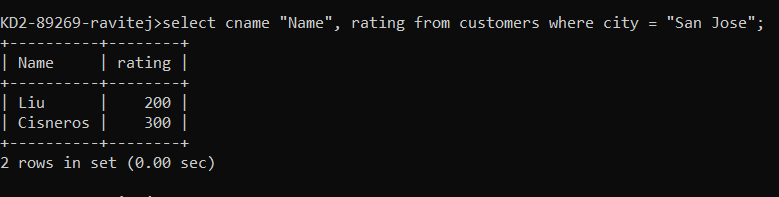 KD2-89269-ravitej>select cname "Name", rating from customers where city = "San Jose";
+----------+--------+
| Name     | rating |
+----------+--------+
| Liu      |    200 |
| Cisneros |    300 |
+----------+--------+
2 rows in set (0.00 sec)